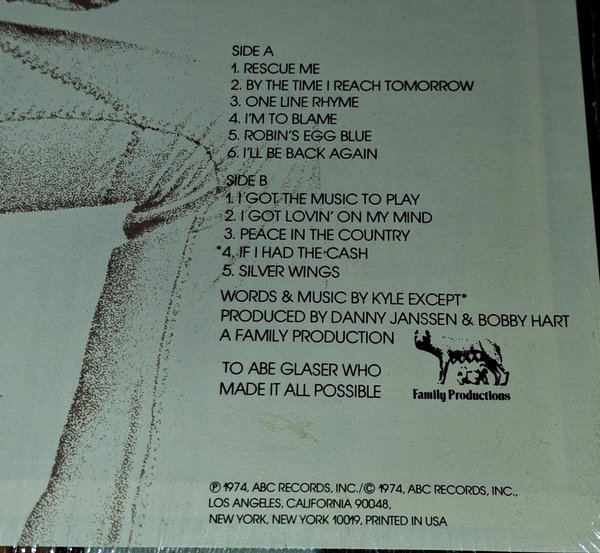 SIDE A
1. RESCUE ME
2. BY THE TIME I REACH TOMORROW
3. ONE LINE RHYME
4. I'M TO BLAME
5. ROBIN'S EGG BLUE
6. I'LL BE BACK AGAIN
SIDE B
1. I GOT THE MUSIC TO PLAY
2. I GOT LOVIN' ON MY MIND
3. PEACE IN THE COUNTRY
*4. IF I HAD THE CASH
5. SILVER WINGS
WORDS & MUSIC BY KYLE EXCEPT*
PRODUCED BY DANNY JANSSEN & BOBBY HART
A FAMILY PRODUCTION
TO ABE GLASER WHO
MADE IT ALL POSSIBLE
Family Productions
℗ 1974, ABC RECORDS, INC./© 1974, ABC RECORDS, INC.,
LOS ANGELES, CALIFORNIA 90048,
NEW YORK, NEW YORK 10019, PRINTED IN USA